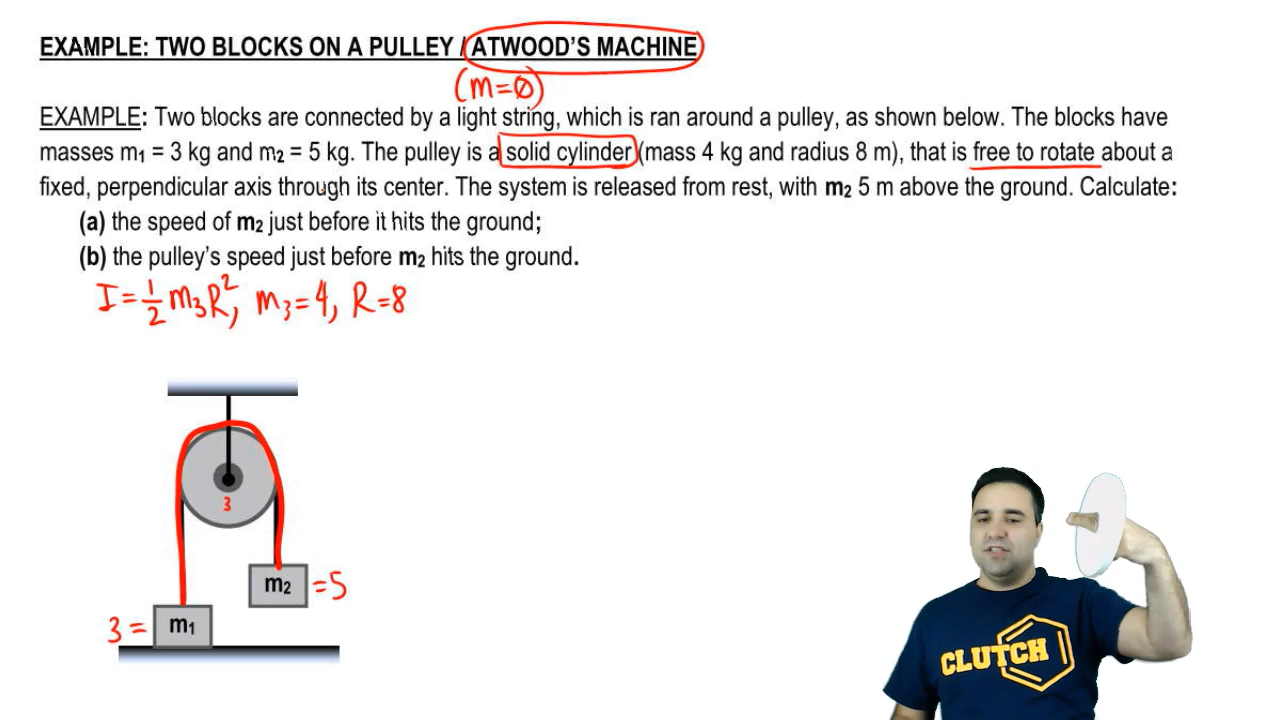 EXAMPLE: TWO BLOCKS ON A PULLEY / ATWOOD'S MACHINE
(m=0)
EXAMPLE: Two blocks are connected by a light string, which is ran around a pulley, as shown below. The blocks have
masses m₁ = 3 kg and m₂ = 5 kg. The pulley is a solid cylinder (mass 4 kg and radius 8 m), that is free to rotate about a
fixed, perpendicular axis through its center. The system is released from rest, with m₂ 5 m above the ground. Calculate:
(a) the speed of m₂ just before it hits the ground;
(b) the pulley's speed just before m₂ hits the ground.
I = 1/2 m₃R², m₃ = 4, R = 8
3
m₂ = 5
3 = m₁
CLUTCH